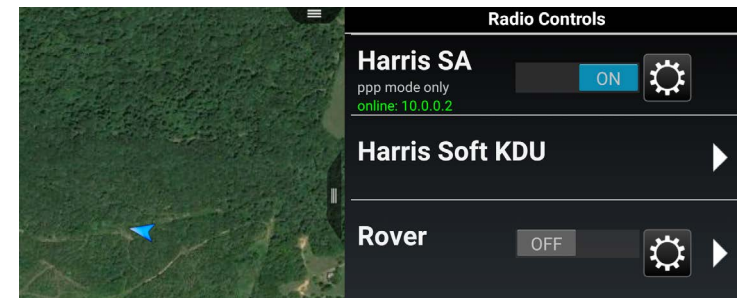 Radio Controls
Harris SA
ppp mode only
online: 10.0.0.2
ON
Harris Soft KDU
Rover
OFF